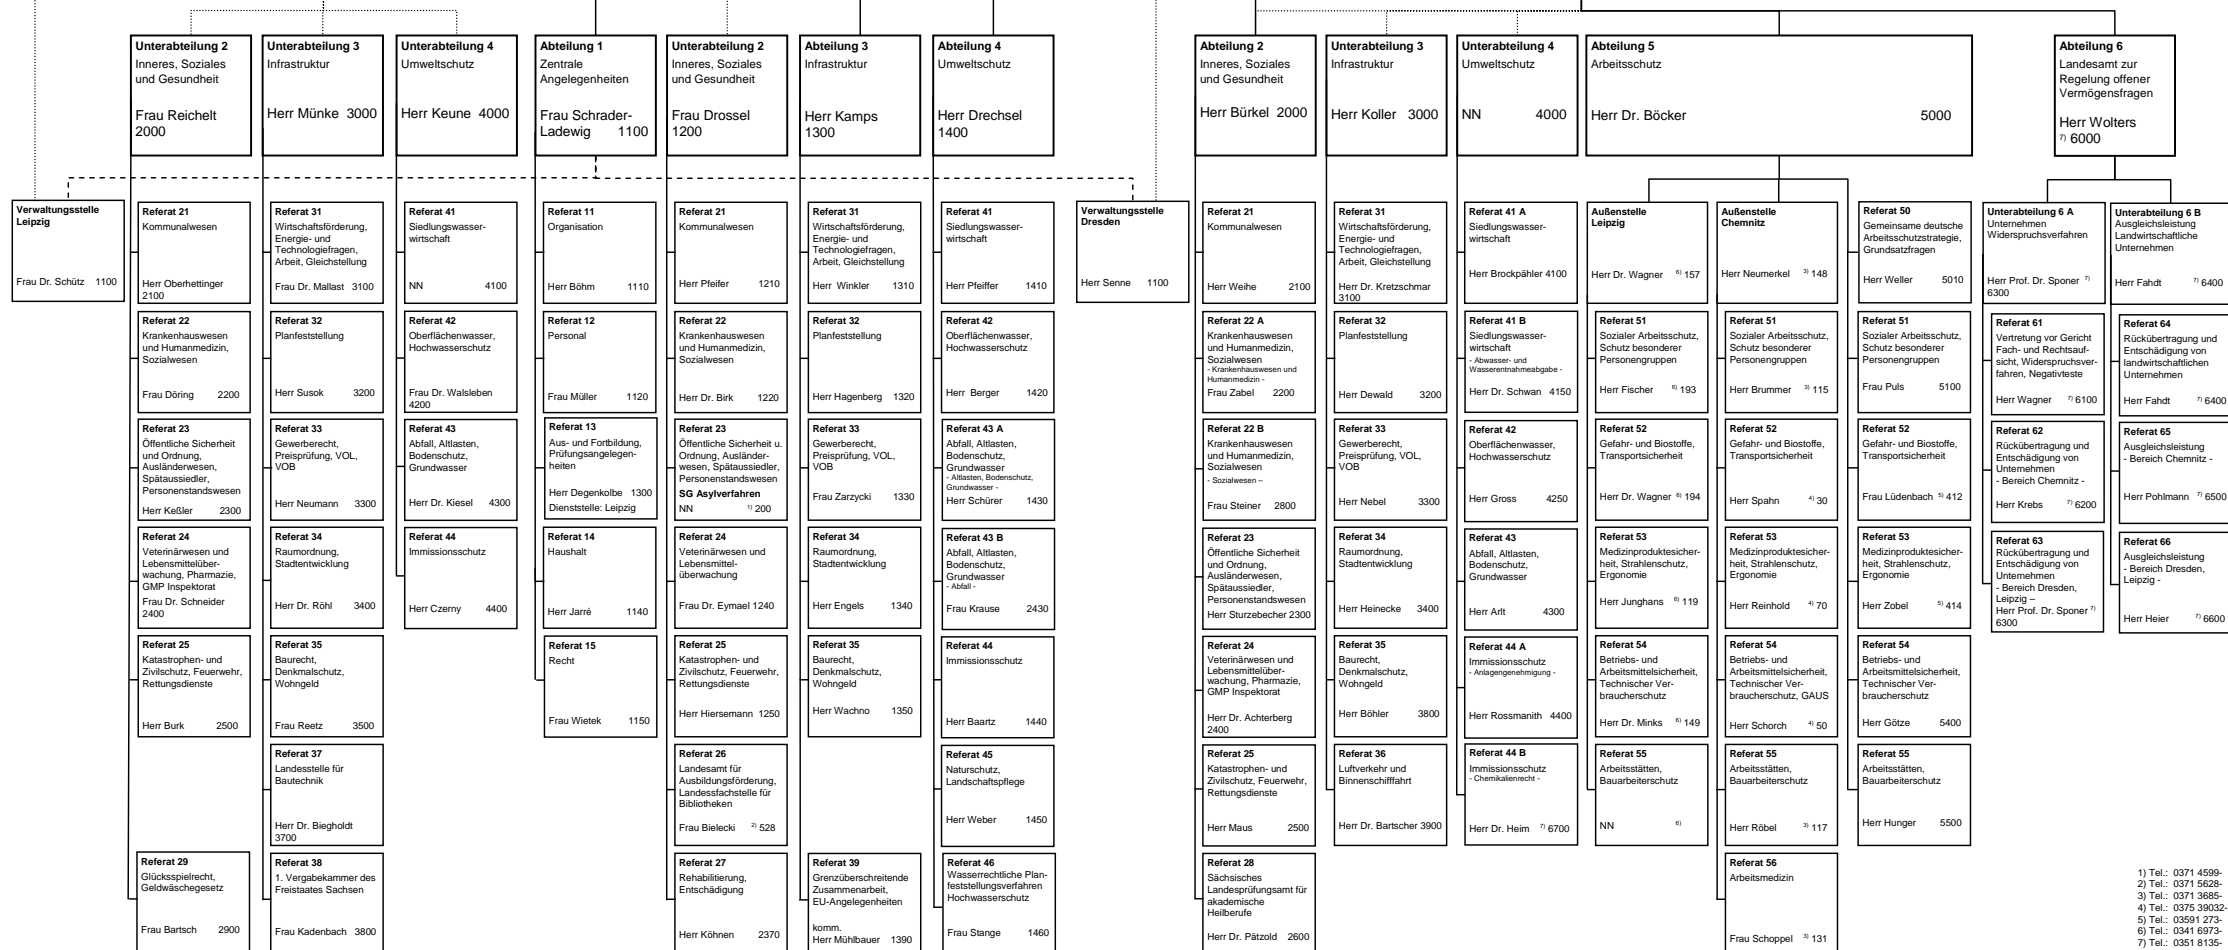 Unterabteilung 2
Inneres, Soziales
und Gesundheit
Frau Reichelt
2000
Unterabteilung 3
Infrastruktur
Herr Münke 3000
Unterabteilung 4
Umweltschutz
Herr Keune 4000
Abteilung 1
Zentrale
Angelegenheiten
Frau Schrader-
Ladewig 1100
Unterabteilung 2
Inneres, Soziales
und Gesundheit
Frau Drossel
1200
Abteilung 3
Infrastruktur
Herr Kamps
1300
Abteilung 4
Umweltschutz
Herr Drechsel
1400
Abteilung 2
Inneres, Soziales
und Gesundheit
Herr Bürkel 2000
Unterabteilung 3
Infrastruktur
Herr Koller 3000
Unterabteilung 4
Umweltschutz
NN 4000
Abteilung 5
Arbeitsschutz
Herr Dr. Böcker 5000
Abteilung 6
Landesamt zur
Regelung offener
Vermögensfragen
Herr Wolters
7) 6000
Verwaltungsstelle
Leipzig
Frau Dr. Schütz 1100
Referat 21
Kommunalwesen
Herr Oberhettinger
2100
Referat 22
Krankenhauswesen
und Humanmedizin,
Sozialwesen
Frau Döring 2200
Referat 23
Öffentliche Sicherheit
und Ordnung,
Ausländerwesen,
Spätaussiedler,
Personenstandswesen
Herr Keßler 2300
Referat 24
Veterinärwesen und
Lebensmittelüber-
wachung, Pharmazie,
GMP Inspektorat
Frau Dr. Schneider
2400
Referat 25
Katastrophen- und
Zivilschutz, Feuerwehr,
Rettungsdienste
Herr Burk 2500
Referat 29
Glücksspielrecht,
Geldwäschegesetz
Frau Bartsch 2900
Referat 31
Wirtschaftsförderung,
Energie- und
Technologiefragen,
Arbeit, Gleichstellung
Frau Dr. Mallast 3100
Referat 32
Planfeststellung
Herr Susok 3200
Referat 33
Gewerberecht,
Preisprüfung, VOL,
VOB
Herr Neumann 3300
Referat 34
Raumordnung,
Stadtentwicklung
Herr Dr. Röhl 3400
Referat 35
Baurecht,
Denkmalschutz,
Wohngeld
Frau Reetz 3500
Referat 37
Landesstelle für
Bautechnik
Herr Dr. Biegholdt
3700
Referat 38
1. Vergabekammer des
Freistaates Sachsen
Frau Kadenbach 3800
Referat 41
Siedlungswasser-
wirtschaft
NN 4100
Referat 42
Oberflächenwasser,
Hochwasserschutz
Frau Dr. Walsleben
4200
Referat 43
Abfall, Altlasten,
Bodenschutz,
Grundwasser
Herr Dr. Kiesel 4300
Referat 44
Immissionsschutz
Herr Czerny 4400
Referat 11
Organisation
Herr Böhm 1110
Referat 12
Personal
Frau Müller 1120
Referat 13
Aus- und Fortbildung,
Prüfungsangelegen-
heiten
Herr Degenkolbe 1300
Dienststelle: Leipzig
Referat 14
Haushalt
Herr Jarré 1140
Referat 15
Recht
Frau Wietek 1150
Referat 21
Kommunalwesen
Herr Pfeifer 1210
Referat 22
Krankenhauswesen
und Humanmedizin,
Sozialwesen
Herr Dr. Birk 1220
Referat 23
Öffentliche Sicherheit u.
Ordnung, Ausländer-
wesen, Spätaussiedler,
Personenstandswesen
SG Asylverfahren
NN 1) 200
Referat 24
Veterinärwesen und
Lebensmittel-
überwachung
Frau Dr. Eymael 1240
Referat 25
Katastrophen- und
Zivilschutz, Feuerwehr,
Rettungsdienste
Herr Hiersemann 1250
Referat 26
Landesamt für
Ausbildungsförderung,
Landesfachstelle für
Bibliotheken
Frau Bielecki 2) 528
Referat 27
Rehabilitierung,
Entschädigung
Herr Köhnen 2370
Referat 31
Wirtschaftsförderung,
Energie- und
Technologiefragen,
Arbeit, Gleichstellung
Herr Winkler 1310
Referat 32
Planfeststellung
Herr Hagenberg 1320
Referat 33
Gewerberecht,
Preisprüfung, VOL,
VOB
Frau Zarzycki 1330
Referat 34
Raumordnung,
Stadtentwicklung
Herr Engels 1340
Referat 35
Baurecht,
Denkmalschutz,
Wohngeld
Herr Wachno 1350
Referat 39
Grenzüberschreitende
Zusammenarbeit,
EU-Angelegenheiten
komm.
Herr Mühlbauer 1390
Referat 41
Siedlungswasser-
wirtschaft
Herr Pfeiffer 1410
Referat 42
Oberflächenwasser,
Hochwasserschutz
Herr Berger 1420
Referat 43 A
Abfall, Altlasten,
Bodenschutz,
Grundwasser
- Altlasten, Bodenschutz,
Grundwasser -
Herr Schürer 1430
Referat 43 B
Abfall, Altlasten,
Bodenschutz,
Grundwasser
- Abfall -
Frau Krause 2430
Referat 44
Immissionsschutz
Herr Baartz 1440
Referat 45
Naturschutz,
Landschaftspflege
Herr Weber 1450
Referat 46
Wasserrechtliche Plan-
feststellungsverfahren
Hochwasserschutz
Frau Stange 1460
Verwaltungsstelle
Dresden
Herr Senne 1100
Referat 21
Kommunalwesen
Herr Weihe 2100
Referat 22 A
Krankenhauswesen
und Humanmedizin,
Sozialwesen
- Krankenhauswesen und
Humanmedizin -
Frau Zabel 2200
Referat 22 B
Krankenhauswesen
und Humanmedizin,
Sozialwesen
- Sozialwesen –
Frau Steiner 2800
Referat 23
Öffentliche Sicherheit
und Ordnung,
Ausländerwesen,
Spätaussiedler,
Personenstandswesen
Herr Sturzebecher 2300
Referat 24
Veterinärwesen und
Lebensmittelüber-
wachung, Pharmazie,
GMP Inspektorat
Herr Dr. Achterberg
2400
Referat 25
Katastrophen- und
Zivilschutz, Feuerwehr,
Rettungsdienste
Herr Maus 2500
Referat 28
Sächsisches
Landesprüfungsamt für
akademische
Heilberufe
Herr Dr. Pätzold 2600
Referat 31
Wirtschaftsförderung,
Energie- und
Technologiefragen,
Arbeit, Gleichstellung
Herr Dr. Kretzschmar
3100
Referat 32
Planfeststellung
Herr Dewald 3200
Referat 33
Gewerberecht,
Preisprüfung, VOL,
VOB
Herr Nebel 3300
Referat 34
Raumordnung,
Stadtentwicklung
Herr Heinecke 3400
Referat 35
Baurecht,
Denkmalschutz,
Wohngeld
Herr Böhler 3800
Referat 36
Luftverkehr und
Binnenschifffahrt
Herr Dr. Bartscher 3900
Referat 41 A
Siedlungswasser-
wirtschaft
Herr Brockpähler 4100
Referat 41 B
Siedlungswasser-
wirtschaft
- Abwasser- und
Wasserentnahmeabgabe -
Herr Dr. Schwan 4150
Referat 42
Oberflächenwasser,
Hochwasserschutz
Herr Gross 4250
Referat 43
Abfall, Altlasten,
Bodenschutz,
Grundwasser
Herr Arlt 4300
Referat 44 A
Immissionsschutz
- Anlagengenehmigung -
Herr Rossmanith 4400
Referat 44 B
Immissionsschutz
- Chemikalienrecht -
Herr Dr. Heim 7) 6700
Außenstelle
Leipzig
Herr Dr. Wagner 6) 157
Referat 51
Sozialer Arbeitsschutz,
Schutz besonderer
Personengruppen
Herr Fischer 6) 193
Referat 52
Gefahr- und Biostoffe,
Transportsicherheit
Herr Dr. Wagner 6) 194
Referat 53
Medizinproduktesicher-
heit, Strahlenschutz,
Ergonomie
Herr Junghans 6) 119
Referat 54
Betriebs- und
Arbeitsmittelsicherheit,
Technischer Ver-
braucherschutz
Herr Dr. Minks 6) 149
Referat 55
Arbeitsstätten,
Bauarbeiterschutz
NN 6)
Außenstelle
Chemnitz
Herr Neumerkel 3) 148
Referat 51
Sozialer Arbeitsschutz,
Schutz besonderer
Personengruppen
Herr Brummer 3) 115
Referat 52
Gefahr- und Biostoffe,
Transportsicherheit
Herr Spahn 4) 30
Referat 53
Medizinproduktesicher-
heit, Strahlenschutz,
Ergonomie
Herr Reinhold 4) 70
Referat 54
Betriebs- und
Arbeitsmittelsicherheit,
Technischer Ver-
braucherschutz, GAUS
Herr Schorch 4) 50
Referat 55
Arbeitsstätten,
Bauarbeiterschutz
Herr Röbel 3) 117
Referat 56
Arbeitsmedizin
Frau Schoppel 3) 131
Referat 50
Gemeinsame deutsche
Arbeitsschutzstrategie,
Grundsatzfragen
Herr Weller 5010
Referat 51
Sozialer Arbeitsschutz,
Schutz besonderer
Personengruppen
Frau Puls 5100
Referat 52
Gefahr- und Biostoffe,
Transportsicherheit
Frau Lüdenbach 5) 412
Referat 53
Medizinproduktesicher-
heit, Strahlenschutz,
Ergonomie
Herr Zobel 5) 414
Referat 54
Betriebs- und
Arbeitsmittelsicherheit,
Technischer Ver-
braucherschutz
Herr Götze 5400
Referat 55
Arbeitsstätten,
Bauarbeiterschutz
Herr Hunger 5500
Unterabteilung 6 A
Unternehmen
Widerspruchsverfahren
Herr Prof. Dr. Sponer 7)
6300
Referat 61
Vertretung vor Gericht
Fach- und Rechtsauf-
sicht, Widerspruchsver-
fahren, Negativteste
Herr Wagner 7) 6100
Referat 62
Rückübertragung und
Entschädigung von
Unternehmen
- Bereich Chemnitz -
Herr Krebs 7) 6200
Referat 63
Rückübertragung und
Entschädigung von
Unternehmen
- Bereich Dresden,
Leipzig –
Herr Prof. Dr. Sponer 7)
6300
Unterabteilung 6 B
Ausgleichsleistung
Landwirtschaftliche
Unternehmen
Herr Fahdt 7) 6400
Referat 64
Rückübertragung und
Entschädigung von
landwirtschaftlichen
Unternehmen
Herr Fahdt 7) 6400
Referat 65
Ausgleichsleistung
- Bereich Chemnitz -
Herr Pohlmann 7) 6500
Referat 66
Ausgleichsleistung
- Bereich Dresden,
Leipzig -
Herr Heier 7) 6600
1) Tel.: 0371 4599-
2) Tel.: 0371 5628-
3) Tel.: 0371 3685-
4) Tel.: 0375 39032-
5) Tel.: 03591 273-
6) Tel.: 0341 6973-
7) Tel.: 0351 8135-